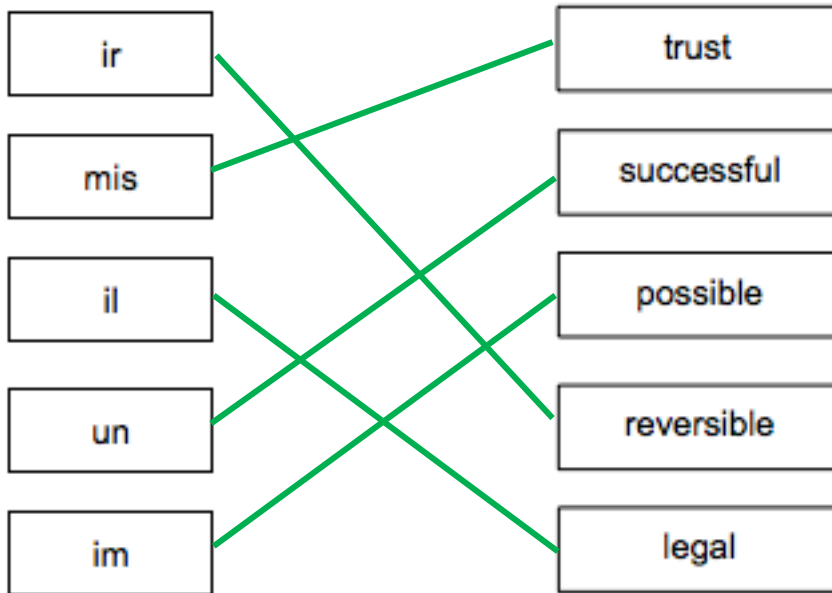 ir
trust
mis
successful
il
possible
un
reversible
im
legal